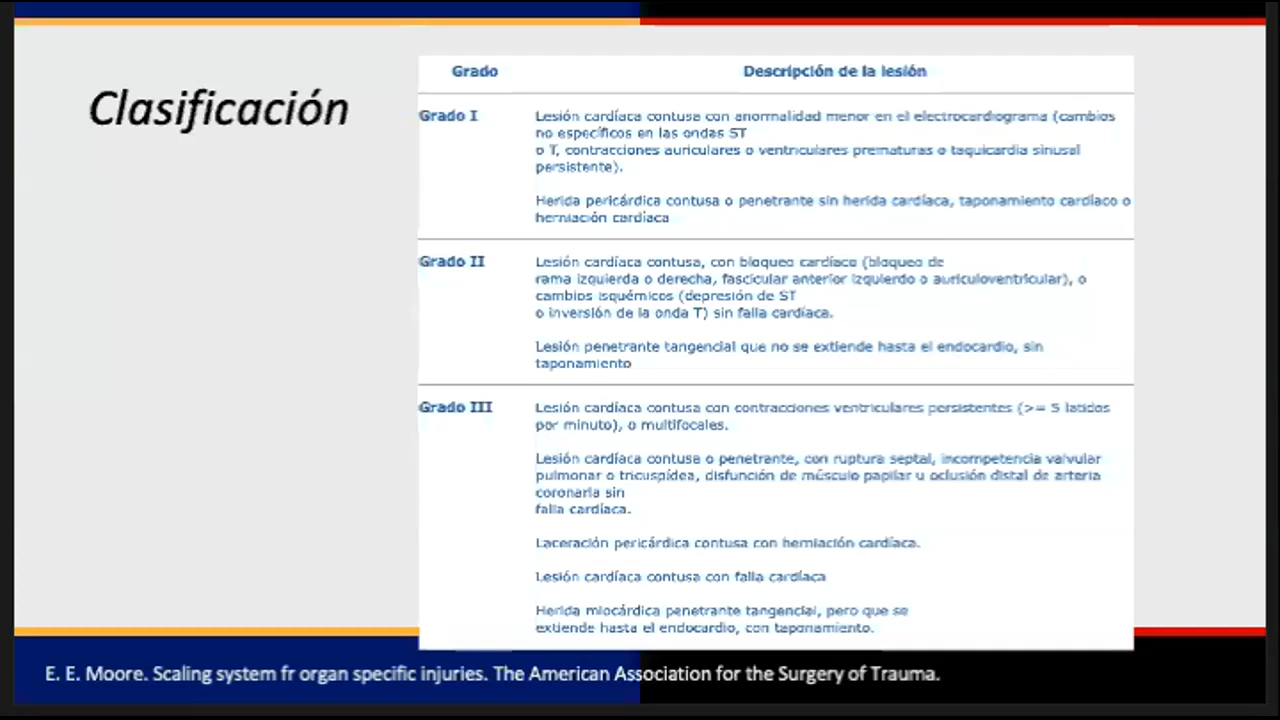 Clasificación
Grado Descripción de la lesión
Grado I Lesión cardíaca contusa con anormalidad menor en el electrocardiograma (cambios
no específicos en las ondas ST
o T, contracciones auriculares o ventriculares prematuras o taquicardia sinusal
persistente).
Herida pericárdica contusa o penetrante sin herida cardíaca, taponamiento cardíaco o
herniación cardíaca
Grado II Lesión cardíaca contusa, con bloqueo cardíaco (bloqueo de
rama izquierda o derecha, fascicular anterior izquierdo o auriculoventricular), o
cambios isquémicos (depresión de ST
o inversión de la onda T) sin falla cardíaca.
Lesión penetrante tangencial que no se extiende hasta el endocardio, sin
taponamiento
Grado III Lesión cardíaca contusa con contracciones ventriculares persistentes (>= 5 latidos
por minuto), o multifocales.
Lesión cardíaca contusa o penetrante, con ruptura septal, incompetencia valvular
pulmonar o tricuspídea, disfunción de músculo papilar u oclusión distal de arteria
coronaria sin
falla cardíaca.
Laceración pericárdica contusa con herniación cardíaca.
Lesión cardíaca contusa con falla cardíaca
Herida miocárdica penetrante tangencial, pero que se
extiende hasta el endocardio, con taponamiento.
E. E. Moore. Scaling system fr organ specific injuries. The American Association for the Surgery of Trauma.